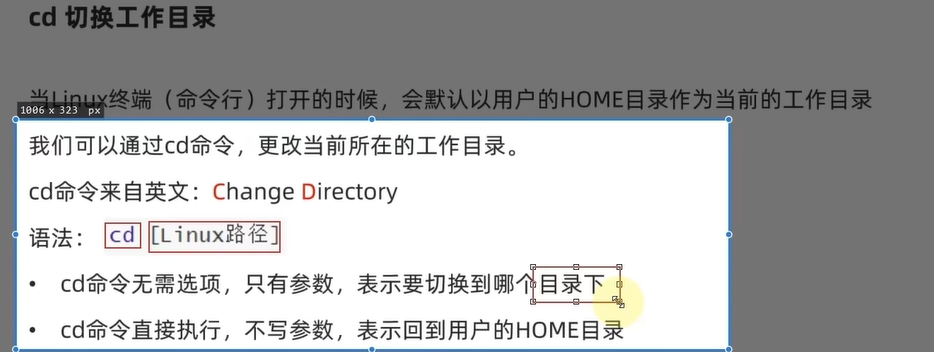 cd 切换工作目录
当Linux终端（命令行）打开的时候，会默认以用户的HOME目录作为当前的工作目录
1006 x 323 px
我们可以通过cd命令，更改当前所在的工作目录。
cd命令来自英文：Change Directory
语法： cd [Linux路径]
• cd命令无需选项，只有参数，表示要切换到哪个目录下
• cd命令直接执行，不写参数，表示回到用户的HOME目录